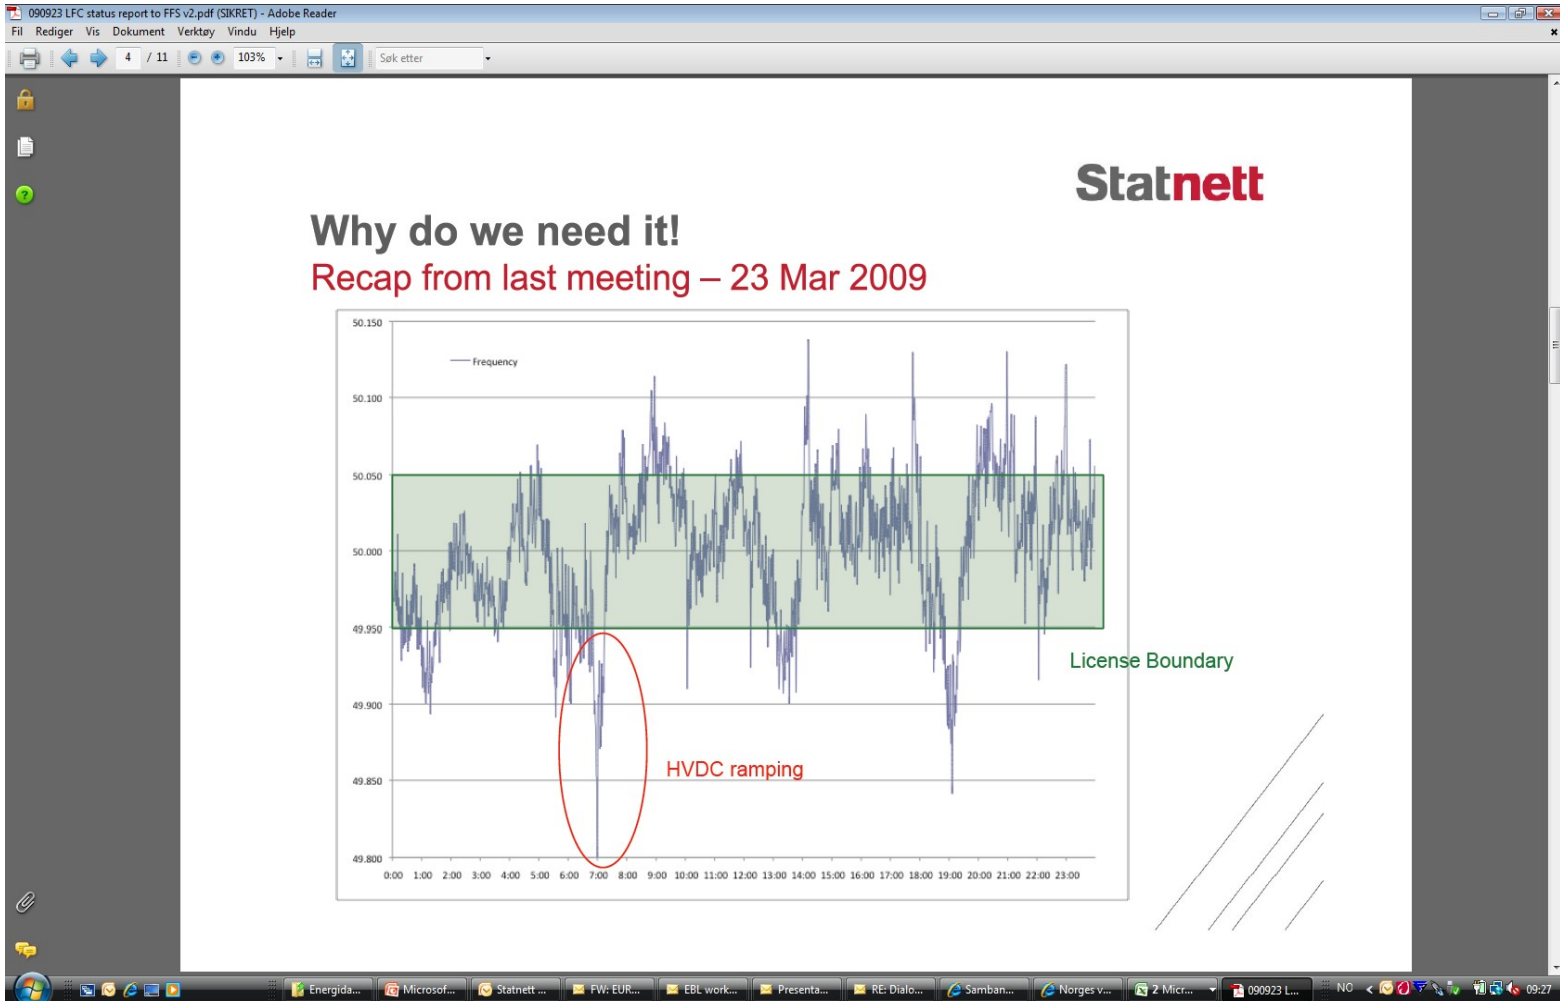 090923 LFC status report to FFS v2.pdf (SIKRET) - Adobe Reader
Fil Rediger Vis Dokument Verktøy Vindu Hjelp
4 / 11 103% Søk etter
Statnett
Why do we need it!
Recap from last meeting – 23 Mar 2009
50.150
Frequency
50.100
50.050
50.000
49.950
License Boundary
49.900
HVDC ramping
49.850
49.800
0:00 1:00 2:00 3:00 4:00 5:00 6:00 7:00 8:00 9:00 10:00 11:00 12:00 13:00 14:00 15:00 16:00 17:00 18:00 19:00 20:00 21:00 22:00 23:00
Energida... Microsof... Statnett ... FW: EUR... EBL work... Presenta... RE: Dialo... Samban... Norges v... 2 Micr... 090923 L... NO 09:27